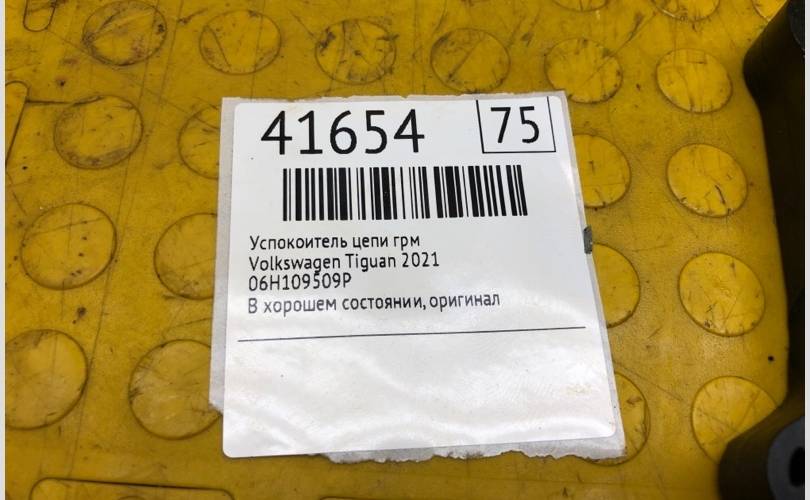 41654 75
Успокоитель цепи грм
Volkswagen Tiguan 2021
06H109509P
В хорошем состоянии, оригинал